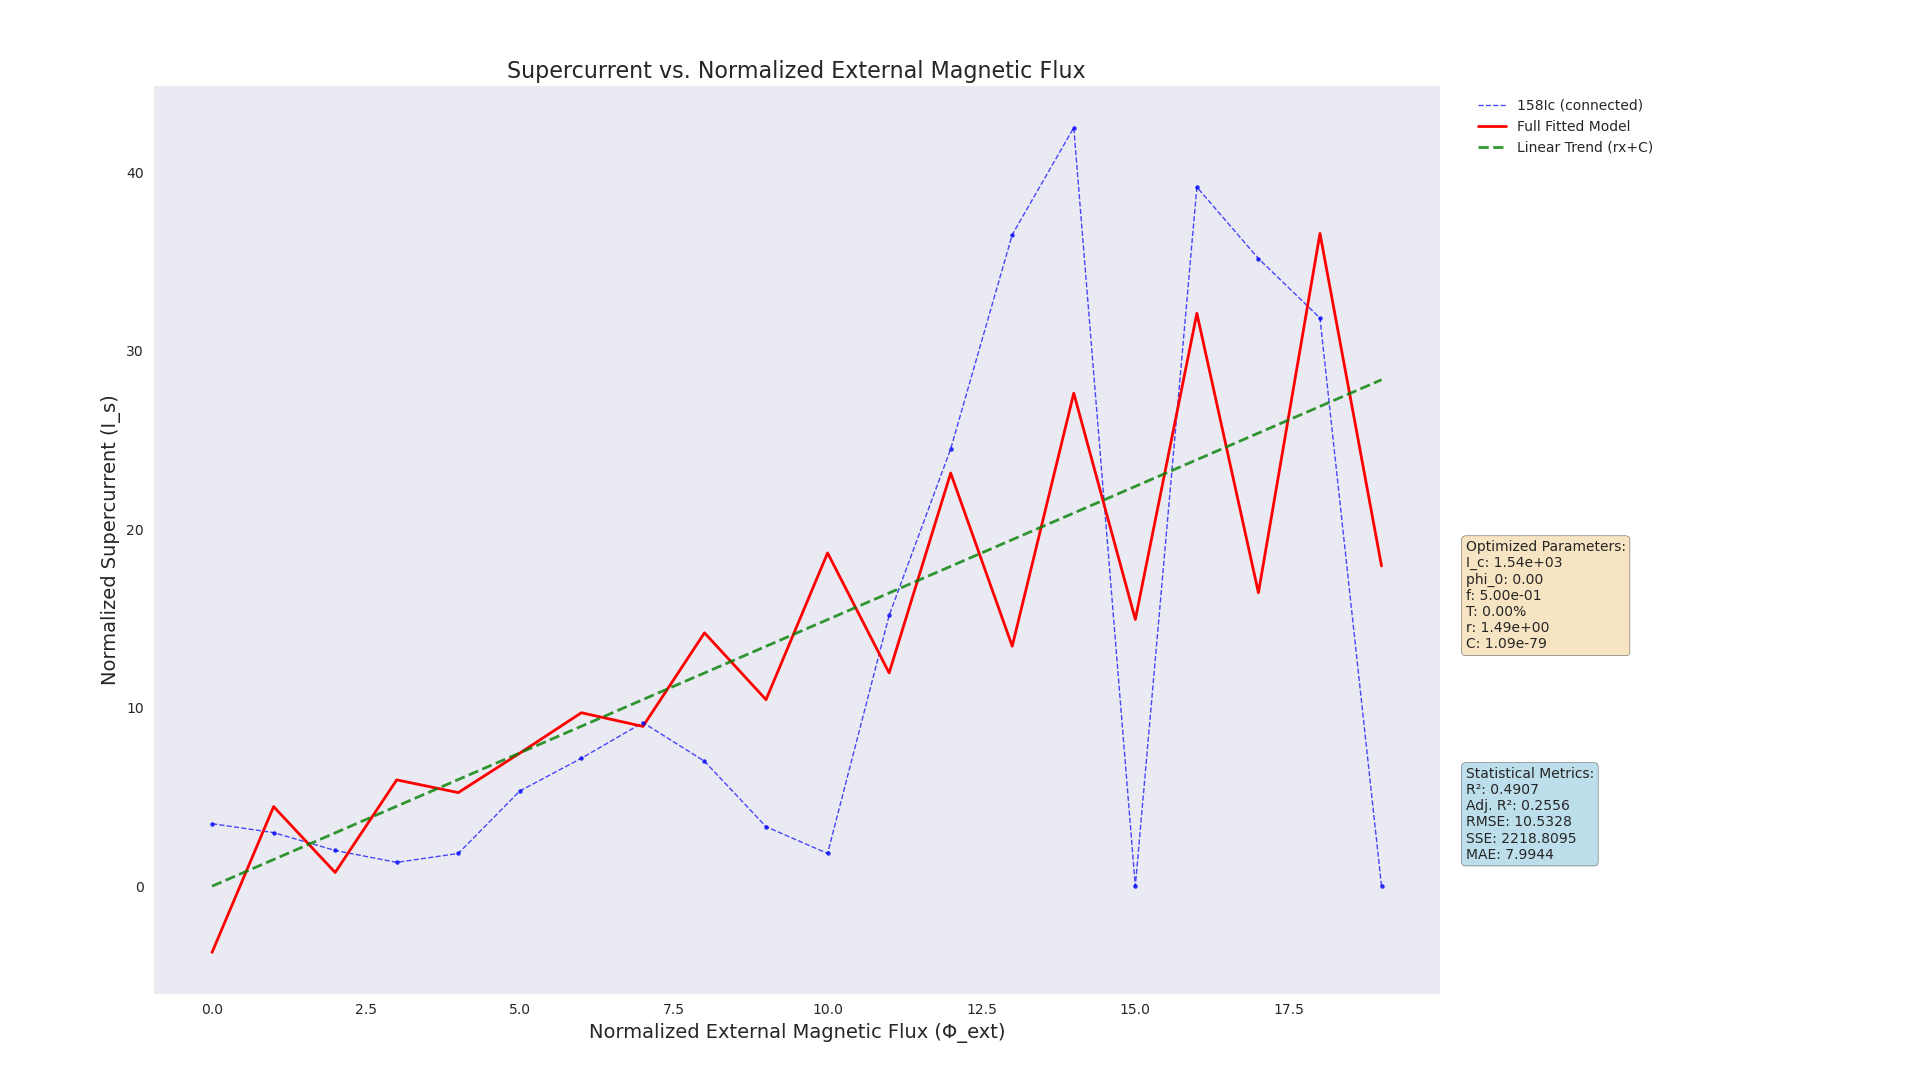 Supercurrent vs. Normalized External Magnetic Flux
158Ic (connected)
Full Fitted Model
Linear Trend (rx+C)
Normalized Supercurrent (I_s)
40
30
20
10
0
0.0
2.5
5.0
7.5
10.0
12.5
15.0
17.5
Normalized External Magnetic Flux (Φ_ext)
Optimized Parameters:
I_c: 1.54e+03
phi_0: 0.00
f: 5.00e-01
T: 0.00%
r: 1.49e+00
C: 1.09e-79
Statistical Metrics:
R²: 0.4907
Adj. R²: 0.2556
RMSE: 10.5328
SSE: 2218.8095
MAE: 7.9944